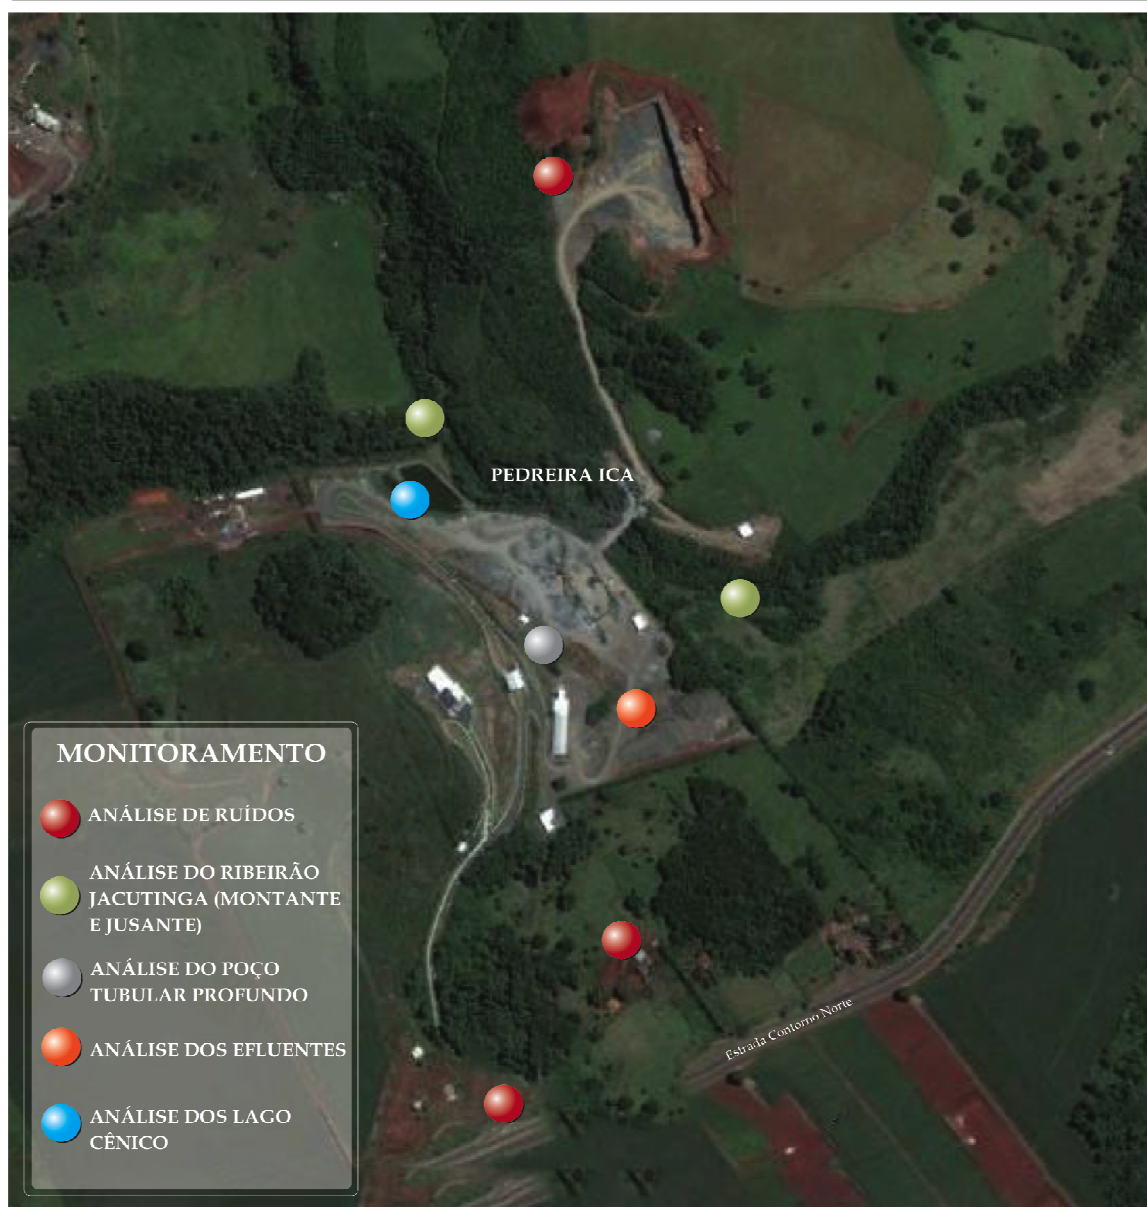 PEDREIRA ICA
MONITORAMENTO
ANÁLISE DE RUÍDOS
ANÁLISE DO RIBEIRÃO
JACUTINGA (MONTANTE
E JUSANTE)
ANÁLISE DO POÇO
TUBULAR PROFUNDO
ANÁLISE DOS EFLUENTES
ANÁLISE DOS LAGO
CÊNICO
Estrada Contorno Norte